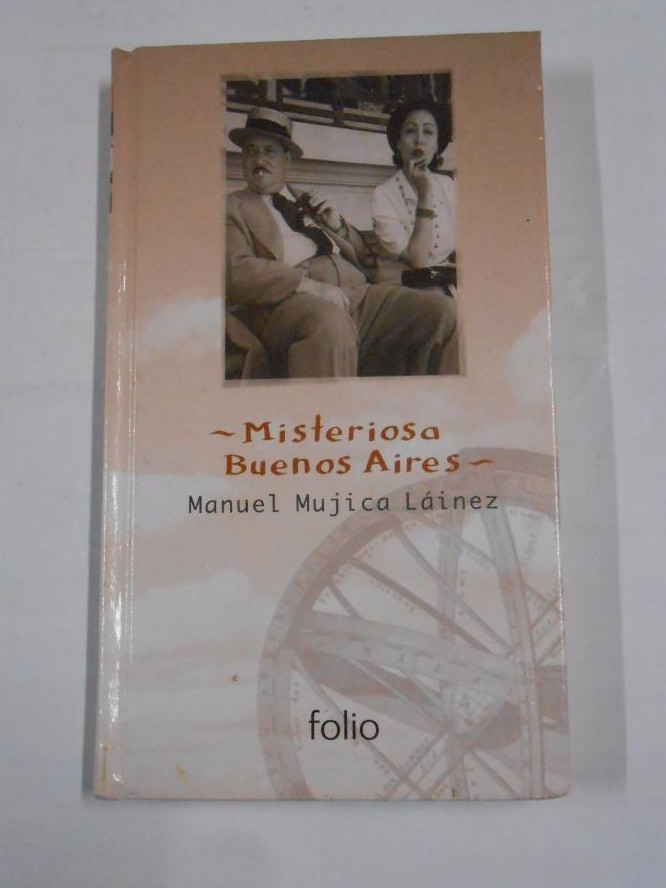 ~Misteriosa
Buenos Aires~
Manuel Mujica Láinez
folio